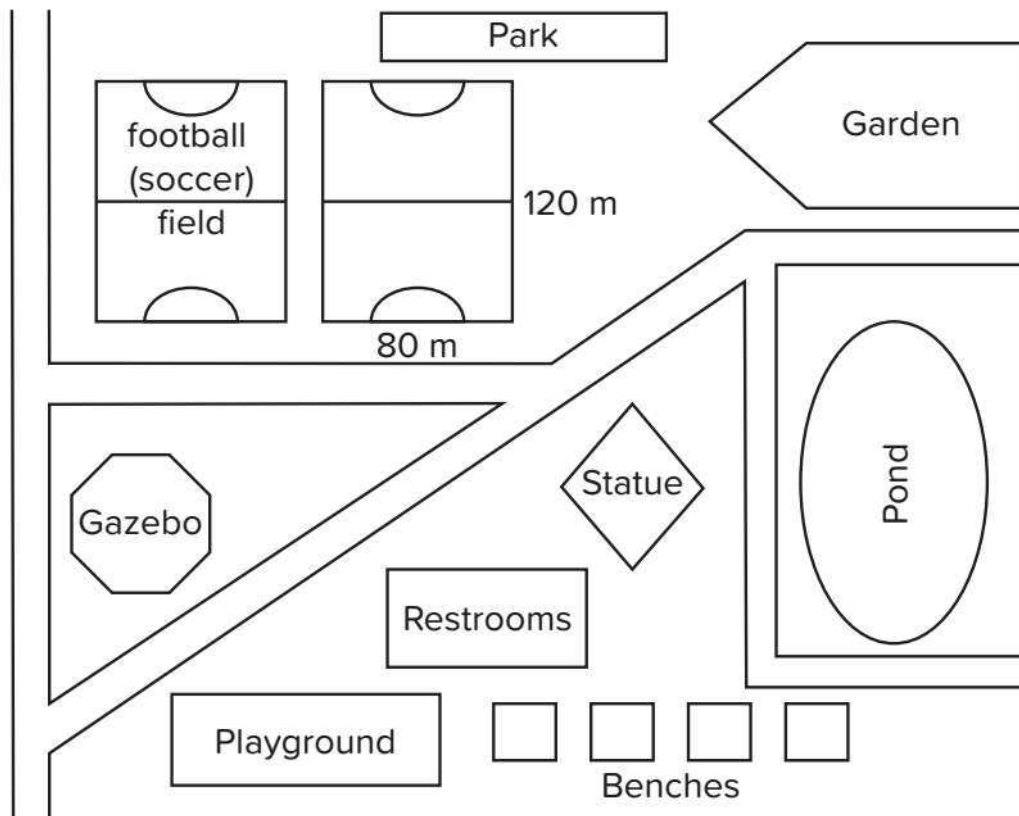 Park
football
(soccer)
field
120 m
80 m
Garden
Gazebo
Statue
Pond
Restrooms
Playground
Benches